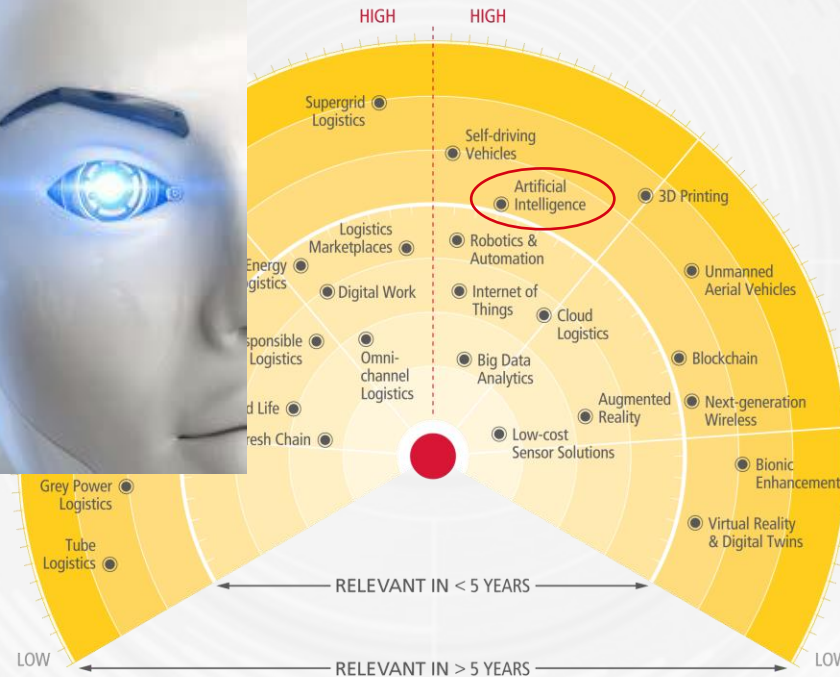 HIGH
HIGH
Supergrid
Logistics
Self-driving
Vehicles
Artificial
Intelligence
3D Printing
Logistics
Marketplaces
Robotics &
Automation
Energy
Unmanned
Aerial Vehicles
Digital Work
Internet of
Things
Cloud
Logistics
Logistics
Omni-
channel
Logistics
Big Data
Analytics
Blockchain
Life
Augmented
Reality
Next-generation
Wireless
Chain
Low-cost
Sensor Solutions
Bionic
Enhancement
Grey Power
Logistics
Virtual Reality
& Digital Twins
Tube
Logistics
RELEVANT IN < 5 YEARS
LOW
LOW
RELEVANT IN > 5 YEARS